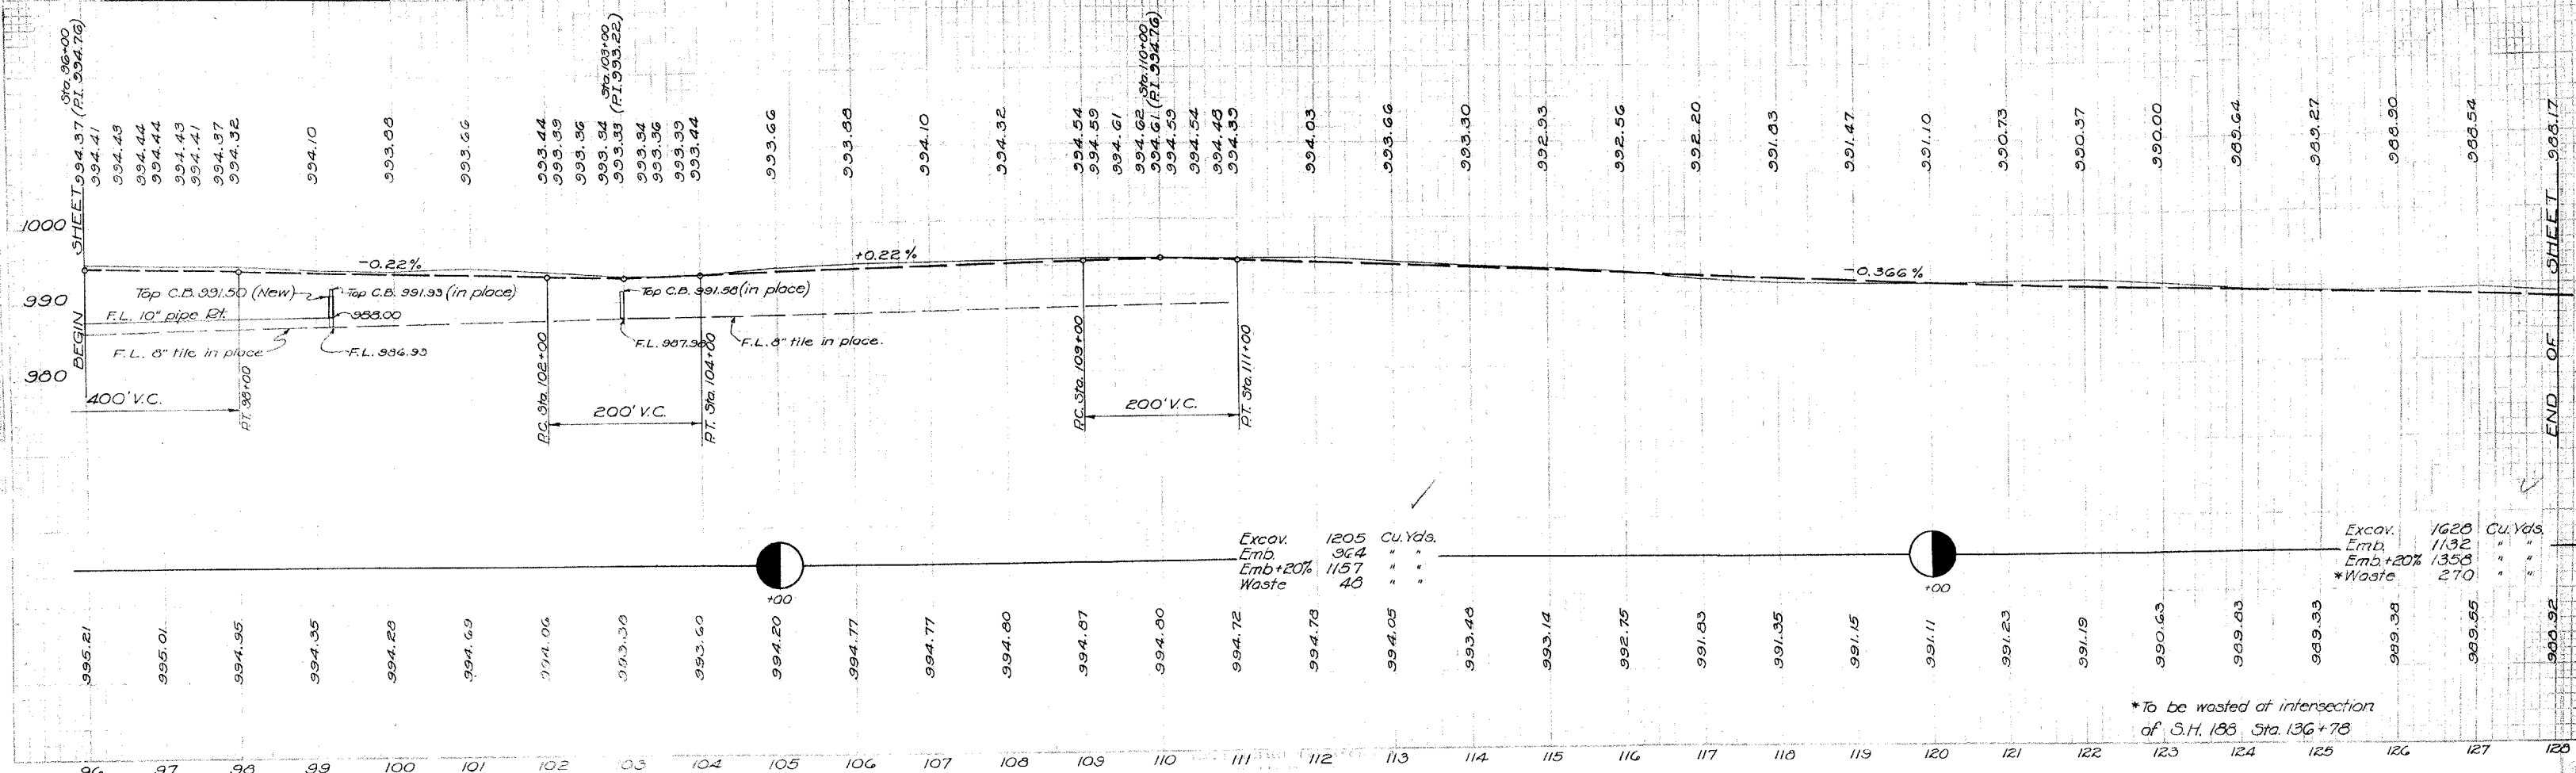 Sta. 96+00
994.37 (P.I. 994.76)
994.41
994.43
994.44
994.44
994.43
994.41
994.37
994.32
994.10
993.88
993.66
993.44
993.39
993.36
993.34
Sta. 103+00
993.33 (P.I. 993.22)
993.34
993.36
993.39
993.44
993.66
993.88
994.10
994.32
994.54
994.59
994.61
994.62
Sta. 110+00
994.61 (P.I. 994.76)
994.59
994.54
994.48
994.39
994.03
993.66
993.30
992.93
992.56
992.20
991.83
991.47
991.10
990.73
990.37
990.00
989.64
989.27
988.90
988.54
988.17
1000
990
980
BEGIN SHEET
END OF SHEET
-0.22%
+0.22%
-0.366%
Top C.B. 991.50 (New)
Top C.B. 991.93 (in place)
Top C.B. 991.58 (in place)
F.L. 10" pipe Rt.
988.00
F.L. 8" tile in place
F.L. 986.93
F.L. 987.98
F.L. 8" tile in place.
400' V.C.
P.T. 98+00
P.C. Sta. 102+00
200' V.C.
P.T. Sta. 104+00
P.C. Sta. 109+00
200' V.C.
P.T. Sta. 111+00
Excav. 1205 Cu. Yds.
Emb. 964 " "
Emb+20% 1157 " "
Waste 48 " "
Excav. 1628 Cu. Yds.
Emb. 1132 " "
Emb.+20% 1358 " "
*Waste 270 " "
+00
+00
995.21
995.01
994.95
994.35
994.28
994.69
994.06
993.38
993.60
994.20
994.77
994.77
994.80
994.87
994.80
994.72
994.78
994.05
993.48
993.14
992.75
991.83
991.35
991.15
991.11
991.23
991.19
990.63
989.83
989.33
989.38
989.55
988.92
*To be wasted at intersection
of S.H. 188 Sta. 136+78
96 97 98 99 100 101 102 103 104 105 106 107 108 109 110 111 112 113 114 115 116 117 118 119 120 121 122 123 124 125 126 127 128